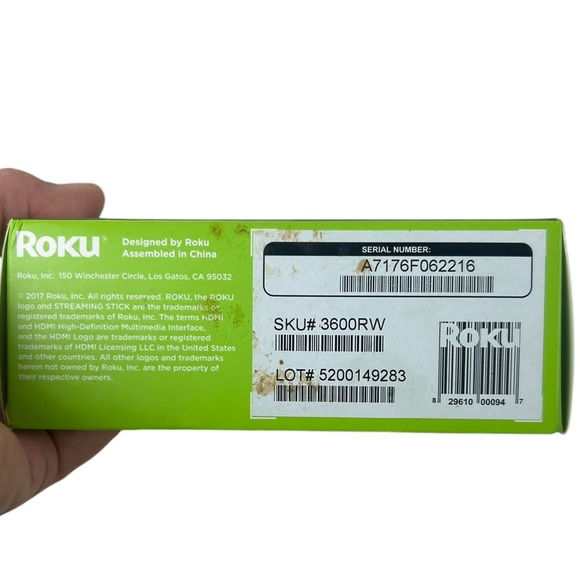 ROKU
Designed by Roku
Assembled in China
Roku, Inc. 150 Winchester Circle, Los Gatos, CA 95032
© 2017 Roku, Inc. All rights reserved. ROKU, the ROKU
logo and STREAMING STICK are the trademarks or
registered trademarks of Roku, Inc. The terms HDMI
and HDMI High-Definition Multimedia Interface,
and the HDMI Logo are trademarks or registered
trademarks of HDMI Licensing LLC in the United States
and other countries. All other logos and trademarks
herein not owned by Roku, Inc. are the property of
their respective owners.
SERIAL NUMBER:
A7176F062216
SKU# 3600RW
LOT# 5200149283
ROKU
8 29610 00094 7